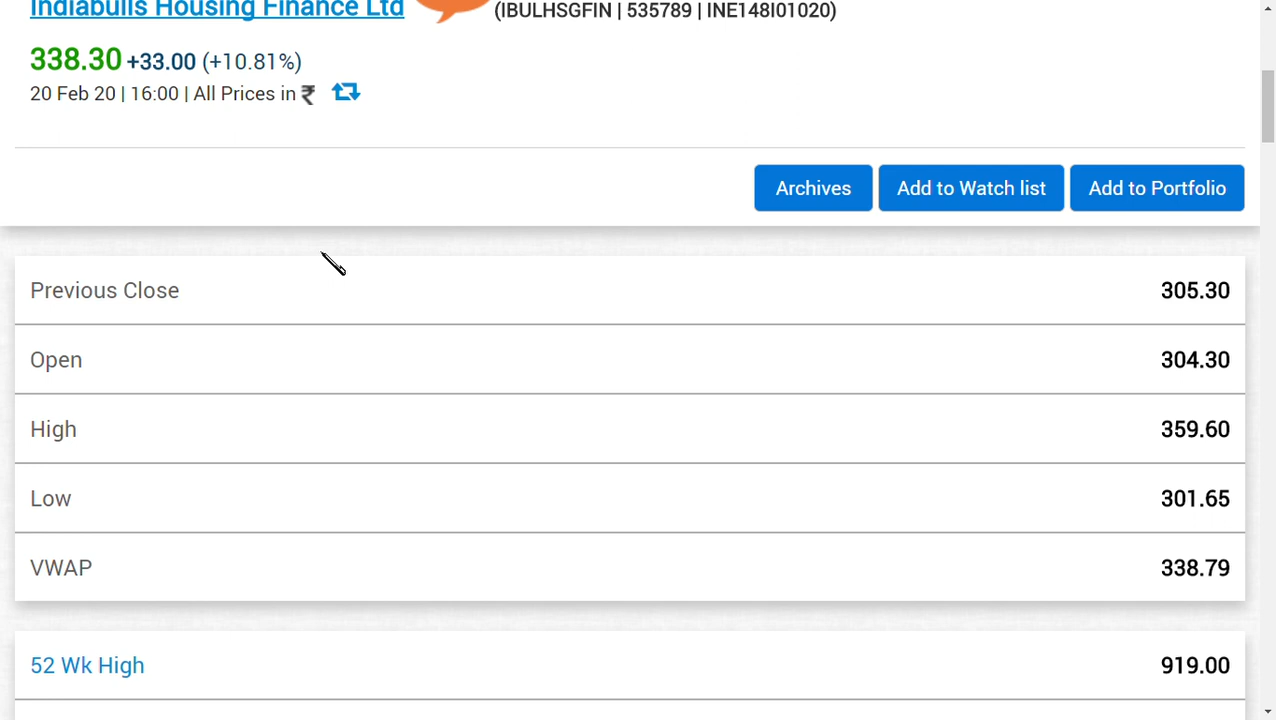 Indiabulls Housing Finance Ltd
(IBULHSGFIN | 535789 | INE148I01020)
338.30 +33.00 (+10.81%)
20 Feb 20 | 16:00 | All Prices in ₹
Archives Add to Watch list Add to Portfolio
Previous Close 305.30
Open 304.30
High 359.60
Low 301.65
VWAP 338.79
52 Wk High 919.00